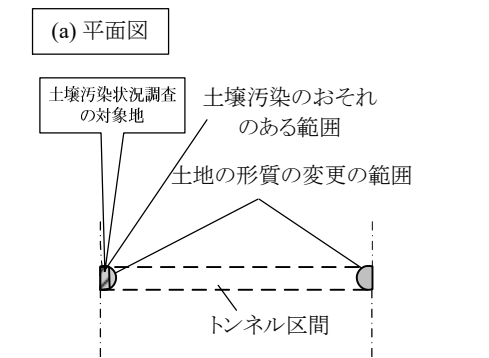 (a) 平面図
土壌汚染状況調査
の対象地
土壌汚染のおそれ
のある範囲
土地の形質の変更の範囲
トンネル区間